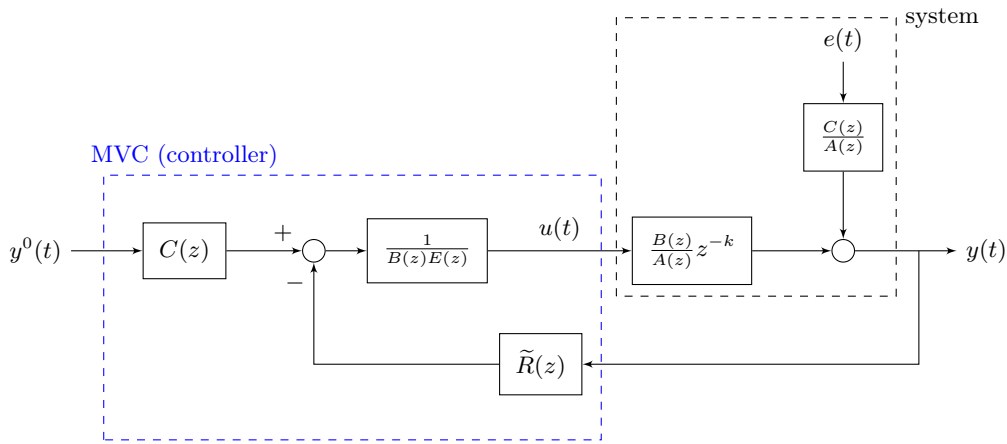 system
e(t)
C(z)
A(z)
MVC (controller)
y⁰(t)
C(z)
+
−
1
B(z)E(z)
u(t)
B(z)
A(z)
z⁻ᵏ
y(t)
R̃(z)